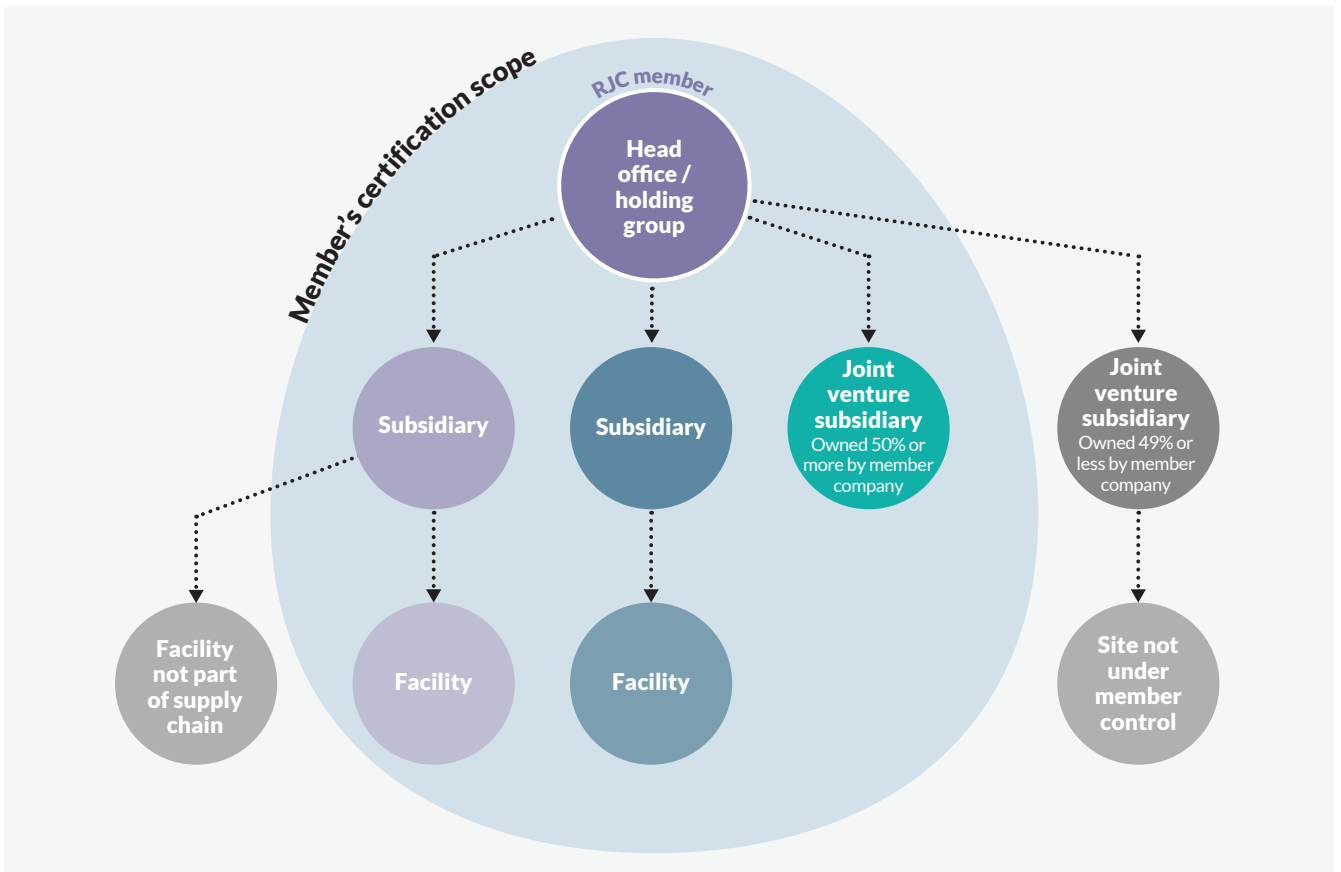 Member's certification scope
RJC member
Head
office /
holding
group
Subsidiary
Subsidiary
Joint
venture
subsidiary
Owned 50% or
more by member
company
Joint
venture
subsidiary
Owned 49% or
less by member
company
Facility
not part
of supply
chain
Facility
Facility
Site not
under
member
control